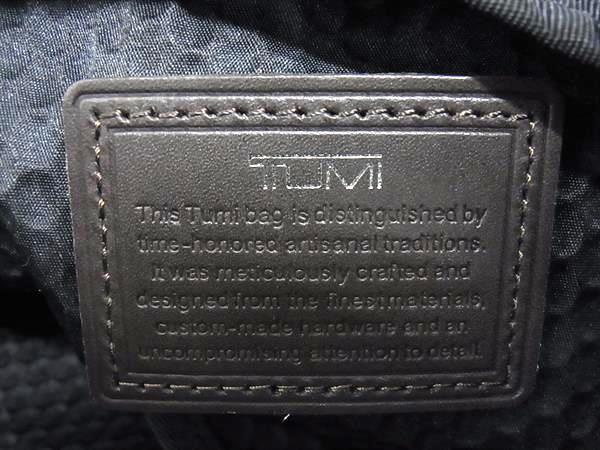 TUMI
This Tumi bag is distinguished by
time-honored artisanal traditions.
It was meticulously crafted and
designed from the finest materials,
custom-made hardware and an
uncompromising attention to detail.